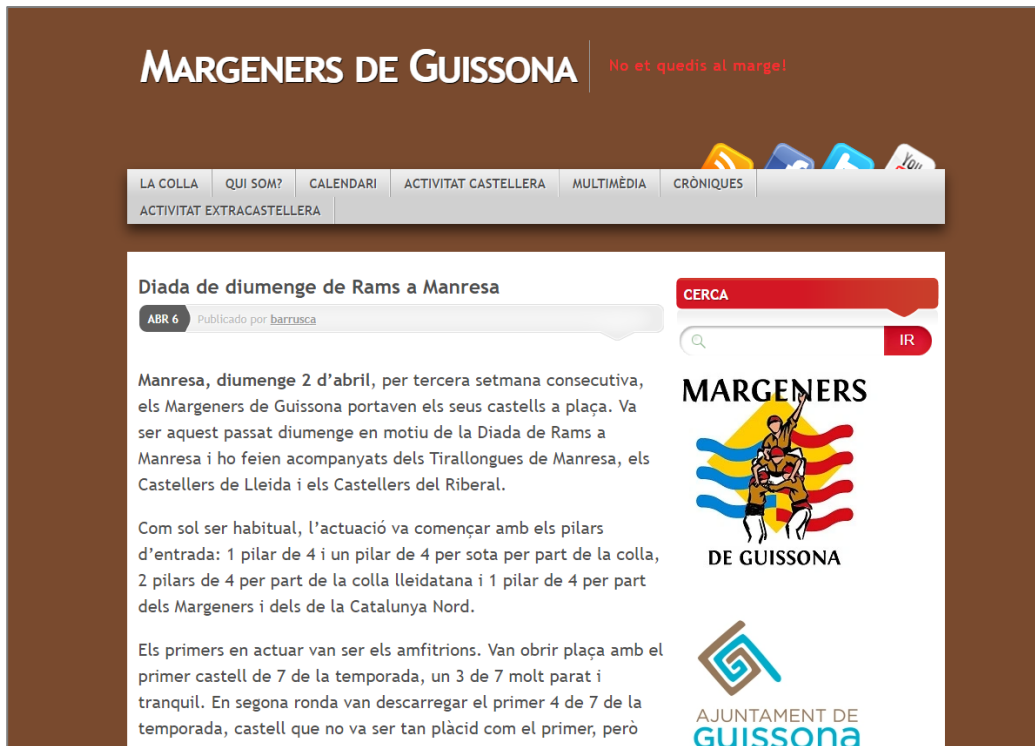 MARGENERS DE GUISSONA
No et quedis al marge!
You
LA COLLA
QUI SOM?
CALENDARI
ACTIVITAT CASTELLERA
MULTIMÈDIA
CRÒNIQUES
ACTIVITAT EXTRACASTELLERA
Diada de diumenge de Rams a Manresa
ABR 6
Publicado por barrusca
Manresa, diumenge 2 d’abril, per tercera setmana consecutiva,
els Margeners de Guissona portaven els seus castells a plaça. Va
ser aquest passat diumenge en motiu de la Diada de Rams a
Manresa i ho feien acompanyats dels Tirallongues de Manresa, els
Castellers de Lleida i els Castellers del Riberal.
Com sol ser habitual, l’actuació va començar amb els pilars
d’entrada: 1 pilar de 4 i un pilar de 4 per sota per part de la colla,
2 pilars de 4 per part de la colla lleidatana i 1 pilar de 4 per part
dels Margeners i dels de la Catalunya Nord.
Els primers en actuar van ser els amfitrions. Van obrir plaça amb el
primer castell de 7 de la temporada, un 3 de 7 molt parat i
tranquil. En segona ronda van descarregar el primer 4 de 7 de la
temporada, castell que no va ser tan plàcid com el primer, però
CERCA
IR
MARGENERS
DE GUISSONA
AJUNTAMENT DE
GUISSONA